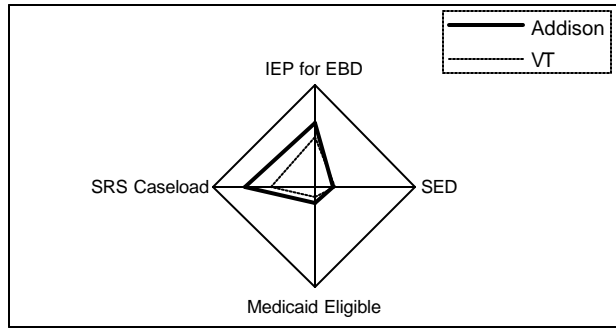 Addison
VT
IEP for EBD
SRS Caseload
SED
Medicaid Eligible